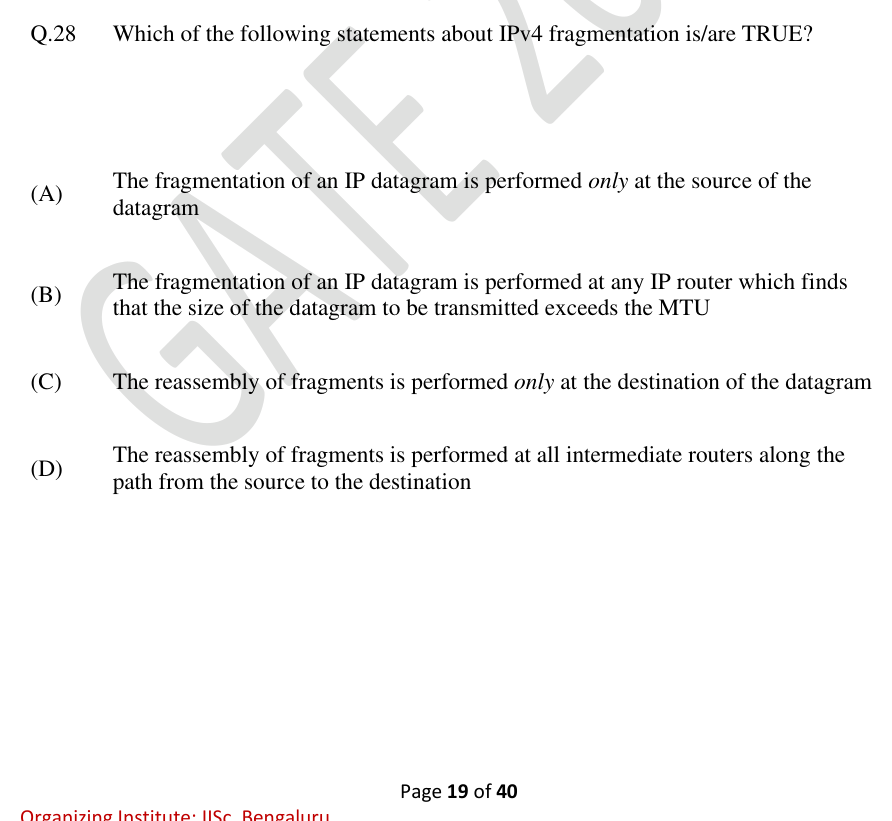 Q.28 Which of the following statements about IPv4 fragmentation is/are TRUE?
(A) The fragmentation of an IP datagram is performed only at the source of the
datagram
(B) The fragmentation of an IP datagram is performed at any IP router which finds
that the size of the datagram to be transmitted exceeds the MTU
(C) The reassembly of fragments is performed only at the destination of the datagram
(D) The reassembly of fragments is performed at all intermediate routers along the
path from the source to the destination
GATE 20
Page 19 of 40
Organizing Institute: IISc, Bengaluru